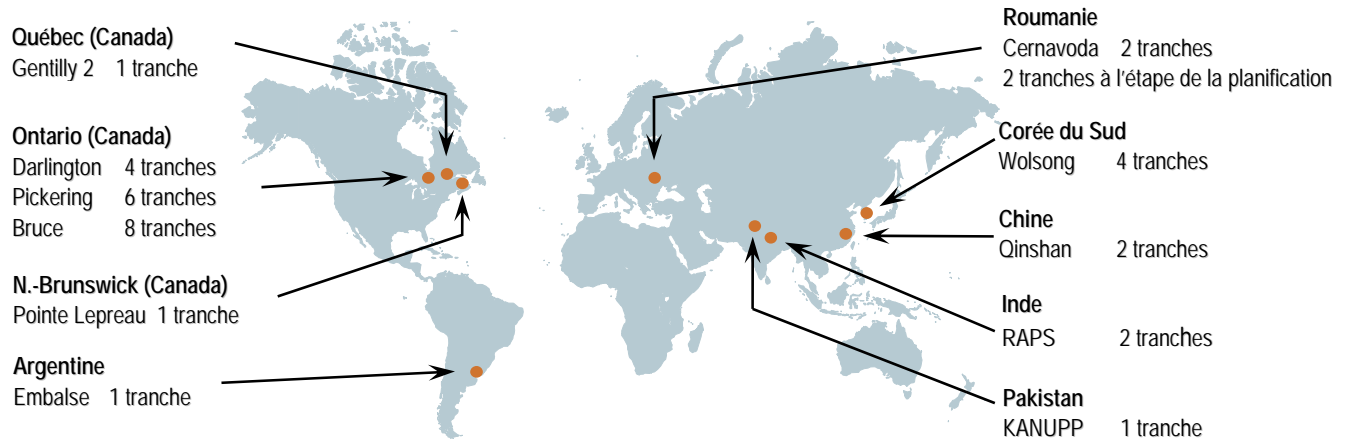 Québec (Canada)
Gentilly 2 1 tranche
Ontario (Canada)
Darlington 4 tranches
Pickering 6 tranches
Bruce 8 tranches
N.-Brunswick (Canada)
Pointe Lepreau 1 tranche
Argentine
Embalse 1 tranche
Roumanie
Cernavoda 2 tranches
2 tranches à l'étape de la planification
Corée du Sud
Wolsong 4 tranches
Chine
Qinshan 2 tranches
Inde
RAPS 2 tranches
Pakistan
KANUPP 1 tranche